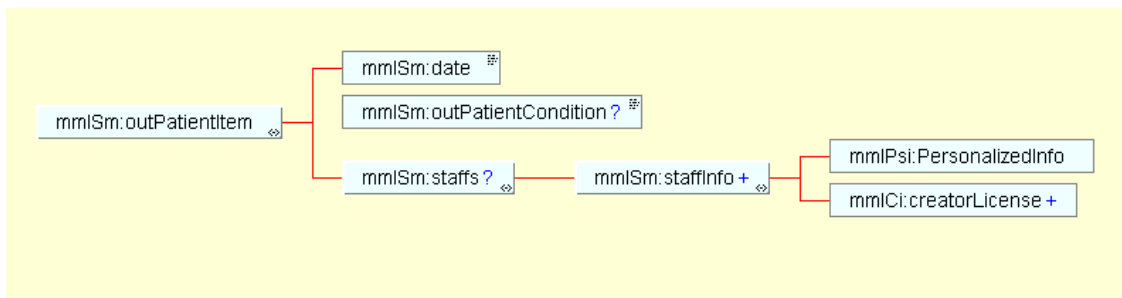 mmlSm:date
mmlSm:outPatientCondition?
mmlSm:outPatientItem
mmlSm:staffs?
mmlSm:staffInfo+
mmlPsi:PersonalizedInfo
mmlCi:creatorLicense+